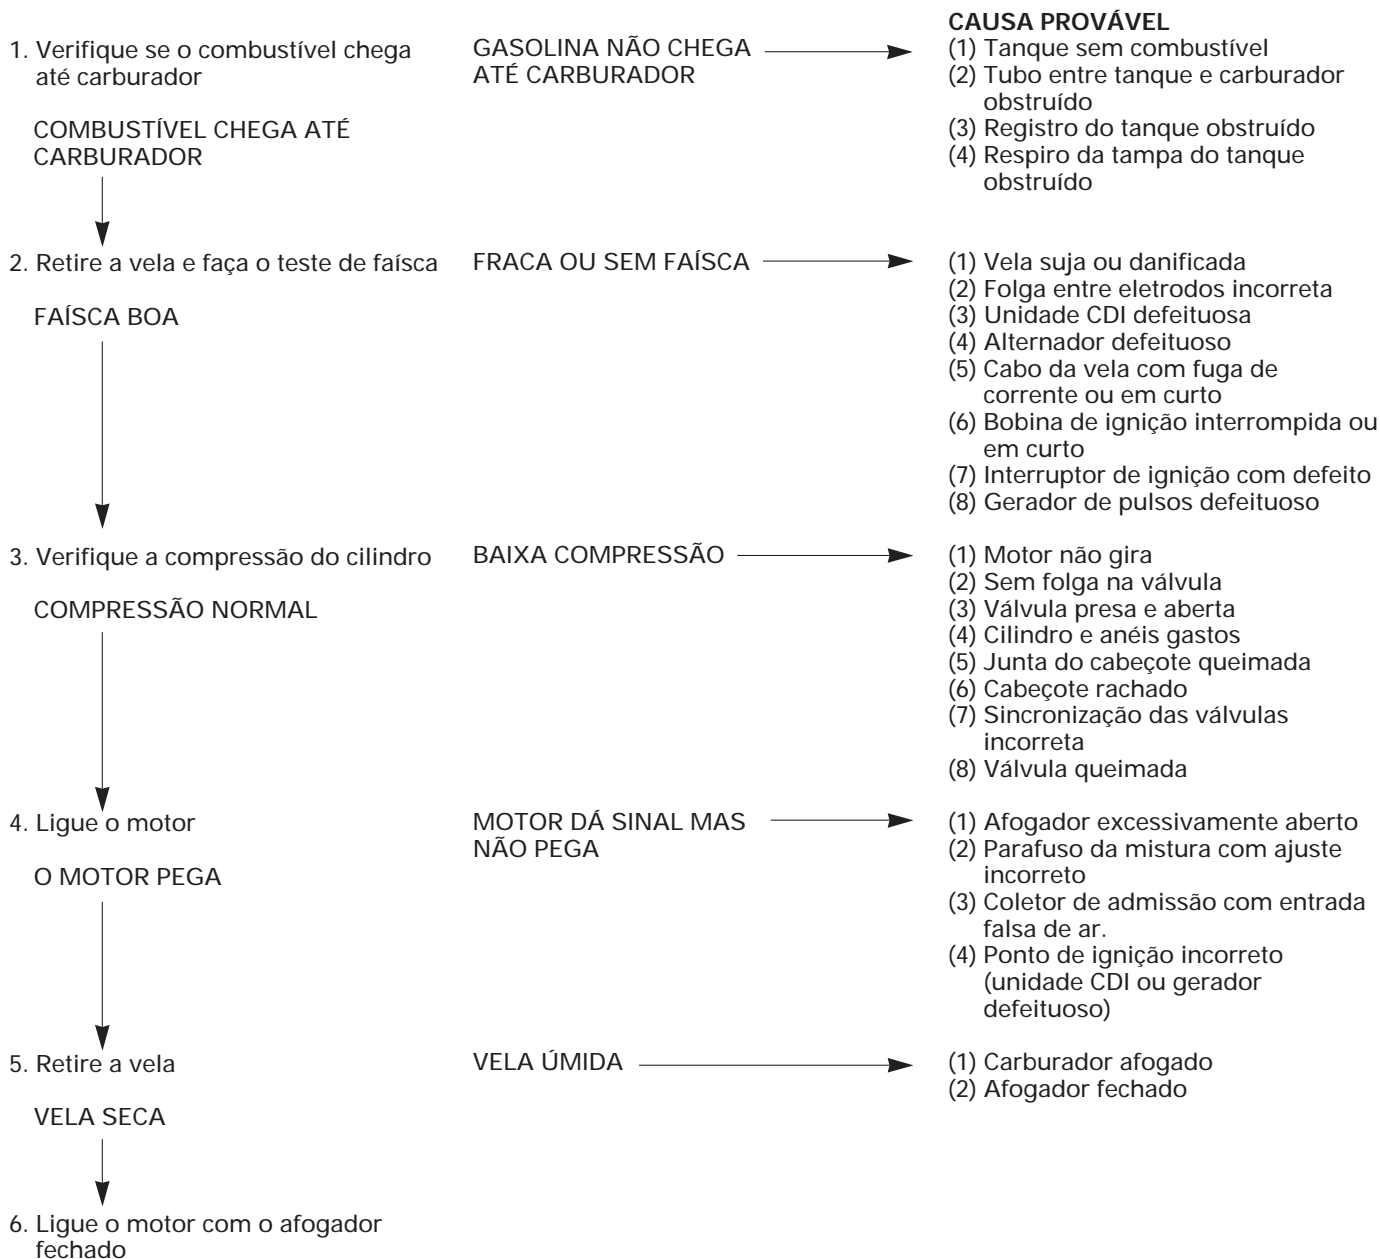 CAUSA PROVÁVEL
1. Verifique se o combustível chega
até carburador
GASOLINA NÃO CHEGA
ATÉ CARBURADOR
(1) Tanque sem combustível
(2) Tubo entre tanque e carburador
obstruído
(3) Registro do tanque obstruído
(4) Respiro da tampa do tanque
obstruído
COMBUSTÍVEL CHEGA ATÉ
CARBURADOR
2. Retire a vela e faça o teste de faísca
FRACA OU SEM FAÍSCA
(1) Vela suja ou danificada
(2) Folga entre eletrodos incorreta
(3) Unidade CDI defeituosa
(4) Alternador defeituoso
(5) Cabo da vela com fuga de
corrente ou em curto
(6) Bobina de ignição interrompida ou
em curto
(7) Interruptor de ignição com defeito
(8) Gerador de pulsos defeituoso
FAÍSCA BOA
3. Verifique a compressão do cilindro
BAIXA COMPRESSÃO
(1) Motor não gira
(2) Sem folga na válvula
(3) Válvula presa e aberta
(4) Cilindro e anéis gastos
(5) Junta do cabeçote queimada
(6) Cabeçote rachado
(7) Sincronização das válvulas
incorreta
(8) Válvula queimada
COMPRESSÃO NORMAL
4. Ligue o motor
MOTOR DÁ SINAL MAS
NÃO PEGA
(1) Afogador excessivamente aberto
(2) Parafuso da mistura com ajuste
incorreto
(3) Coletor de admissão com entrada
falsa de ar.
(4) Ponto de ignição incorreto
(unidade CDI ou gerador
defeituoso)
O MOTOR PEGA
5. Retire a vela
VELA ÚMIDA
(1) Carburador afogado
(2) Afogador fechado
VELA SECA
6. Ligue o motor com o afogador
fechado